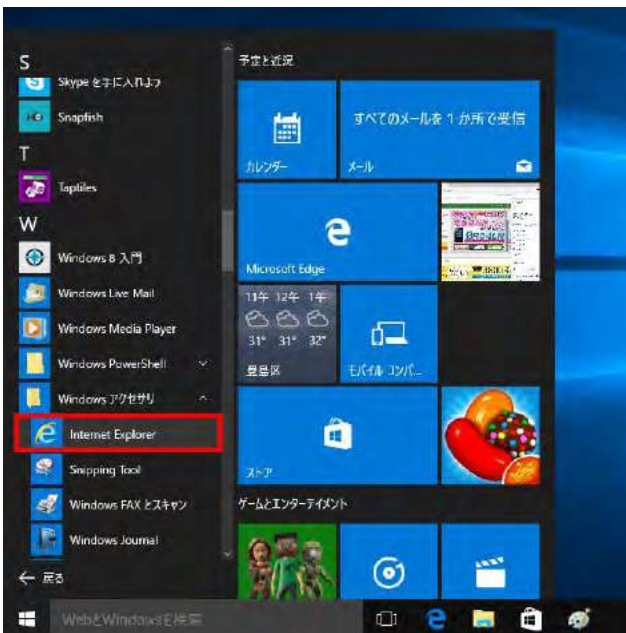 S
Skype を手に入れよう
Snapfish
T
Taptiles
W
Windows 8 入門
Windows Live Mail
Windows Media Player
Windows PowerShell
Windows アクセサリ
Internet Explorer
Snipping Tool
Windows FAX とスキャン
Windows Journal
戻る
WebとWindowsを検索
予定と近況
カレンダー
すべてのメールを 1 か所で受信
メール
Microsoft Edge
11午 12午 1午
31° 31° 32°
豊島区
モバイル コンパ...
ストア
ゲームとエンターテイメント